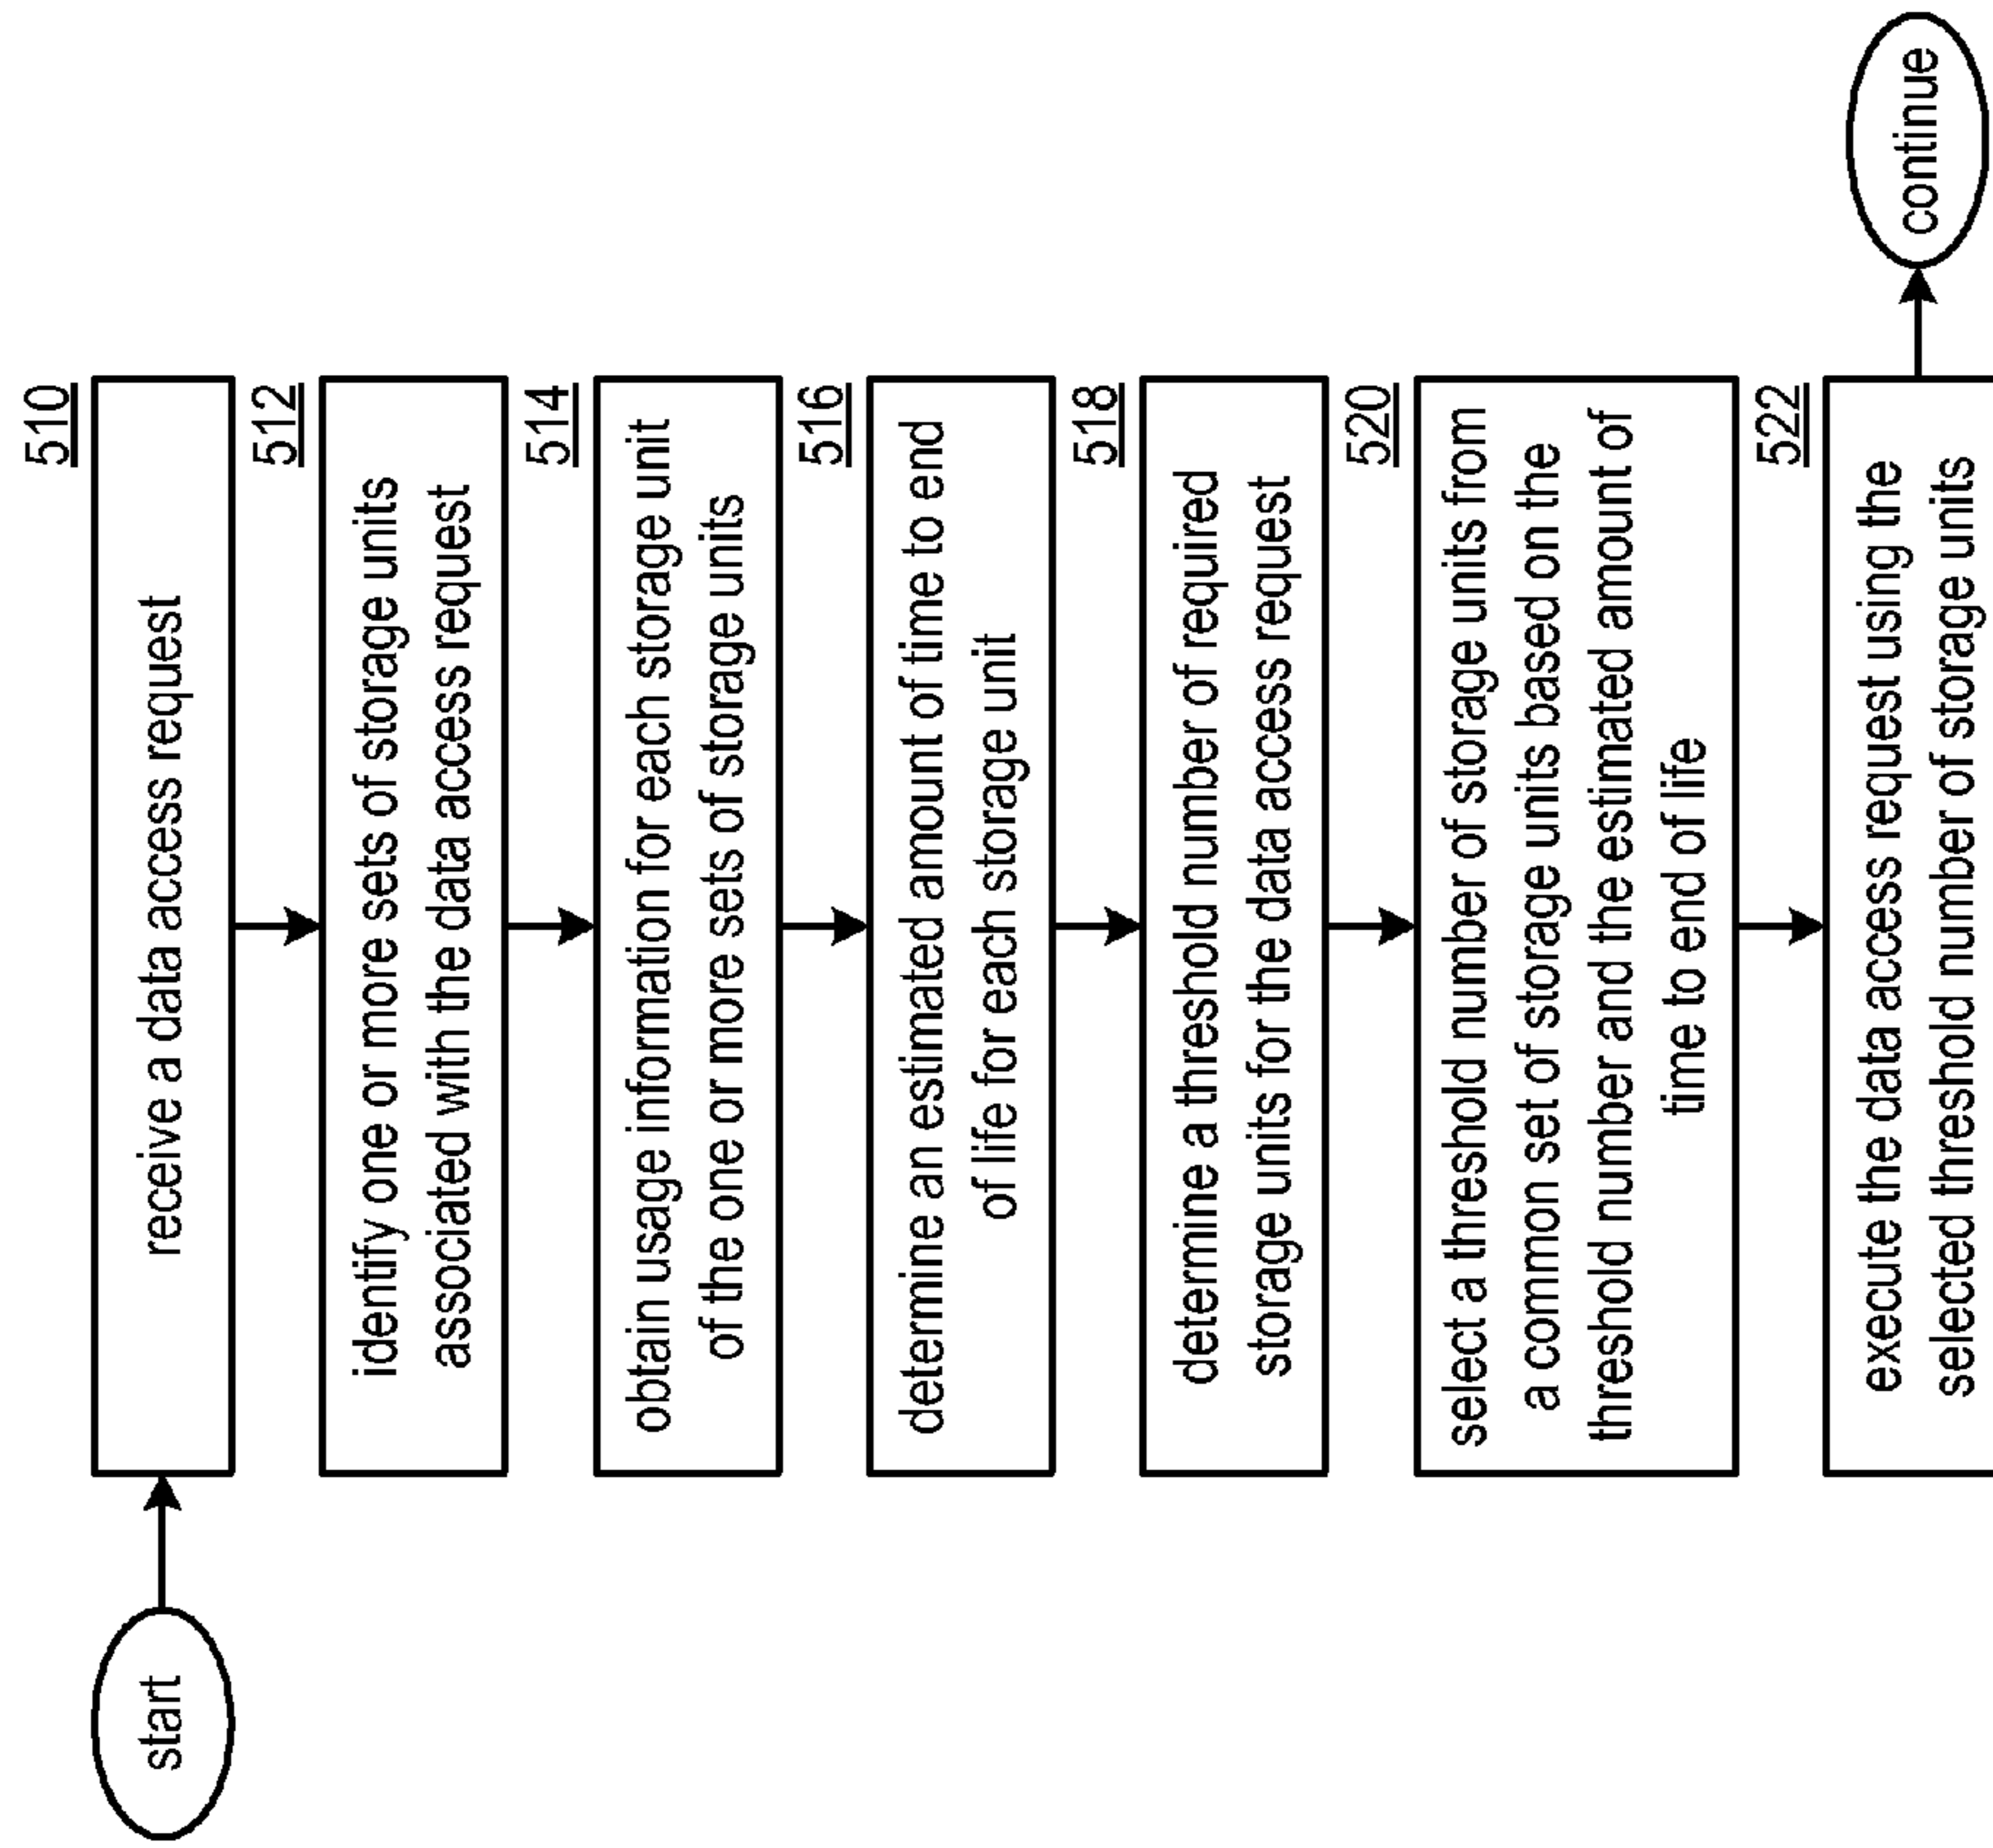 start
510
receive a data access request
512
identify one or more sets of storage units
associated with the data access request
514
obtain usage information for each storage unit
of the one or more sets of storage units
516
determine an estimated amount of time to end
of life for each storage unit
518
determine a threshold number of required
storage units for the data access request
520
select a threshold number of storage units from
a common set of storage units based on the
threshold number and the estimated amount of
time to end of life
522
execute the data access request using the
selected threshold number of storage units
continue